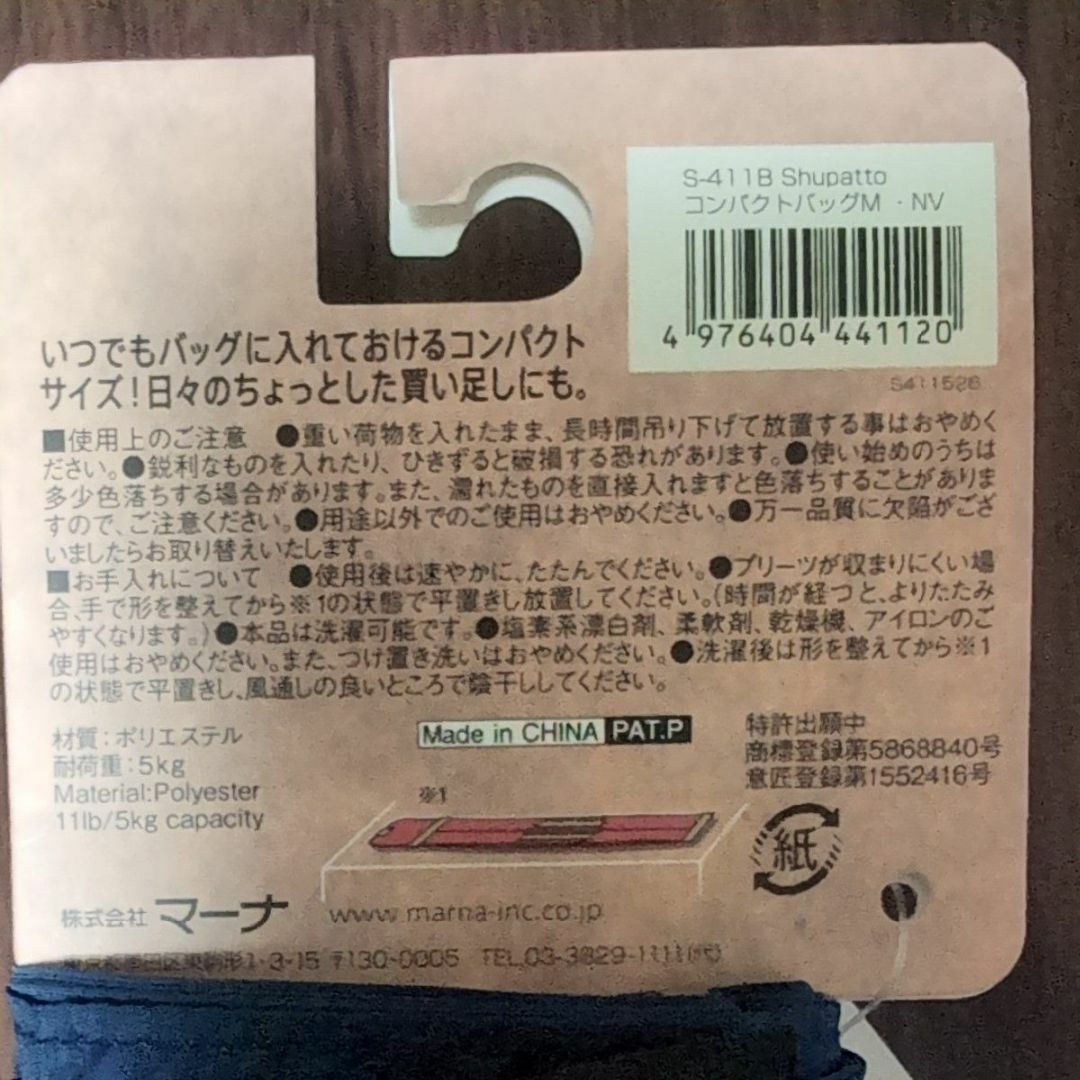 S-411B Shupatto
コンパクトバッグM ・NV
4 976404 441120
S411528
いつでもバッグに入れておけるコンパクト
サイズ!日々のちょっとした買い足しにも。
■使用上のご注意 ●重い荷物を入れたまま、長時間吊り下げて放置する事はおやめく
ださい。●鋭利なものを入れたり、ひきずると破損する恐れがあります。●使い始めのうちは
多少色落ちする場合があります。また、濡れたものを直接入れますと色落ちすることがありま
すので、ご注意ください。●用途以外でのご使用はおやめください。●万一品質に欠陥がござ
いましたらお取り替えいたします。
■お手入れについて ●使用後は速やかに、たたんでください。●プリーツが収まりにくい場
合、手で形を整えてから※1の状態で平置きし放置してください。(時間が経つと、よりたたみ
やすくなります。)●本品は洗濯可能です。●塩素系漂白剤、柔軟剤、乾燥機、アイロンのご
使用はおやめください。また、つけ置き洗いはおやめください。●洗濯後は形を整えてから※1
の状態で平置きし、風通しの良いところで陰干ししてください。
材質:ポリエステル
耐荷重:5kg
Material:Polyester
11lb/5kg capacity
Made in CHINA PAT.P
※1
特許出願中
商標登録第5868840号
意匠登録第1552416号
紙
株式会社 マーナ www.marna-inc.co.jp
東駒形1-3-15 〒130-0005 TEL.03-3829-1111